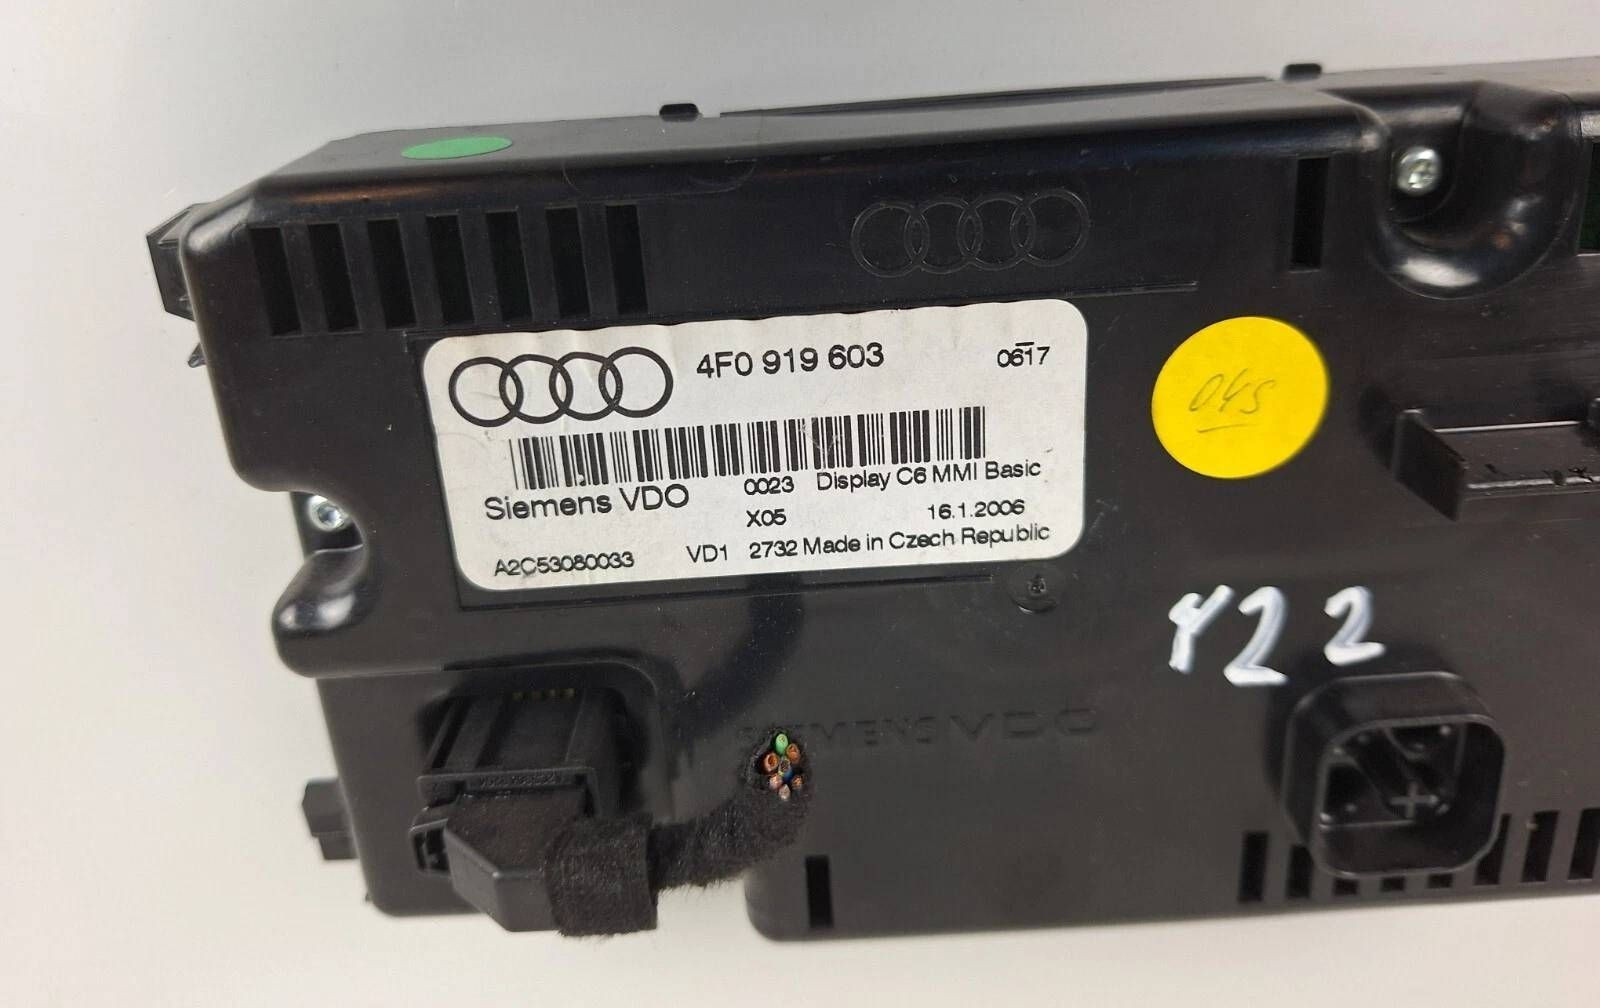 4F0 919 603 0617
Siemens VDO 0023 Display C6 MMI Basic
X05 16.1.2006
A2C53080033 VD1 2732 Made in Czech Republic
045
422
SIEMENS VDO